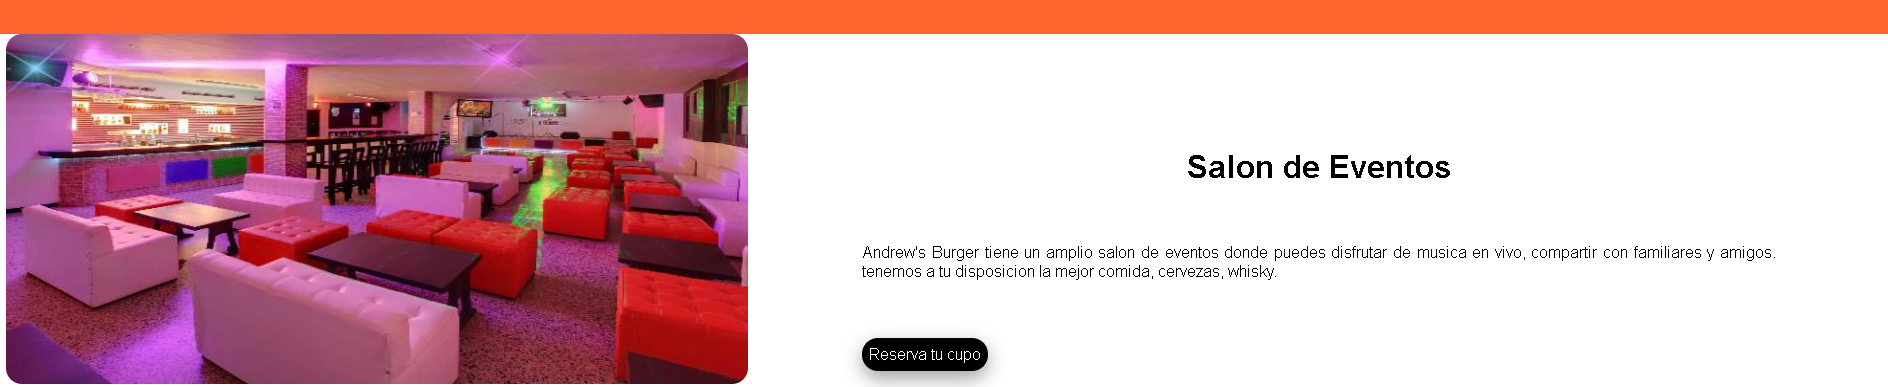 Salon de Eventos
Andrew's Burger tiene un amplio salon de eventos donde puedes disfrutar de musica en vivo, compartir con familiares y amigos.
tenemos a tu disposicion la mejor comida, cervezas, whisky.
Reserva tu cupo